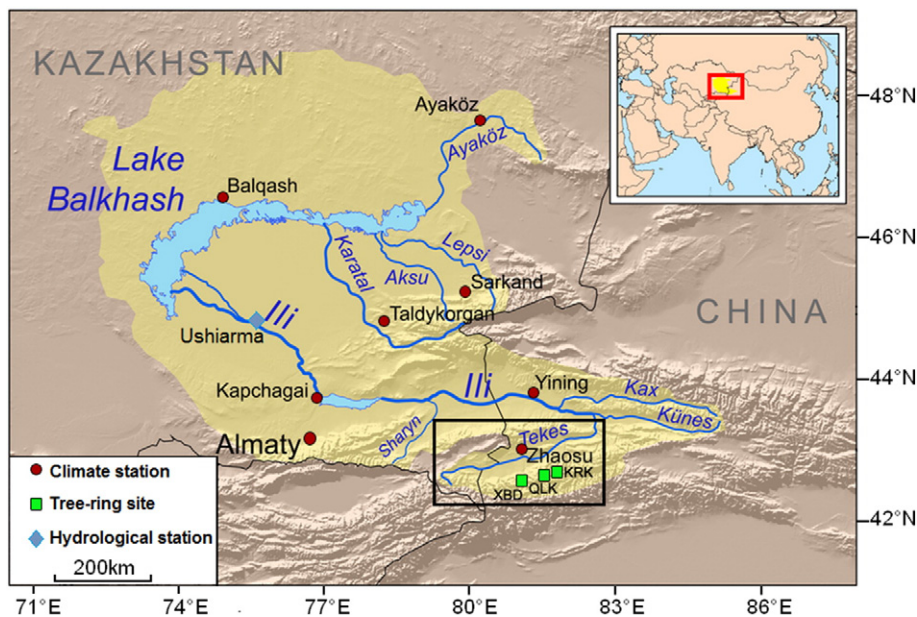 KAZAKHSTAN
Ayaköz
48°N
Ayaköz
Lake
Balkhash
Balqash
46°N
Lepsi
Karatal
Aksu
Sarkand
CHINA
Ili
Taldykorgan
Ushiarma
44°N
Kapchagai
Ili
Yining
Kax
Künes
Sharyn
Almaty
Tekes
Zhaosu
KRK
QLK
XBD
Climate station
Tree-ring site
Hydrological station
200km
42°N
71°E
74°E
77°E
80°E
83°E
86°E